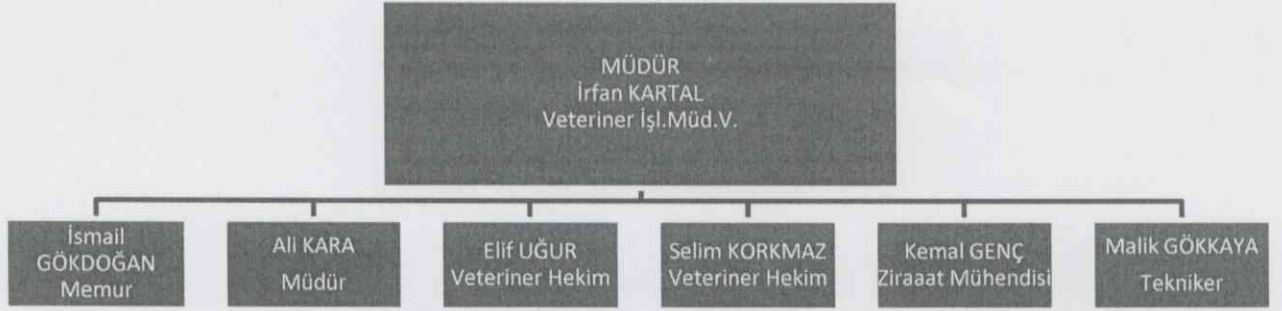 MÜDÜR
İrfan KARTAL
Veteriner İşl.Müd.V.
İsmail
GÖKDOĞAN
Memur
Ali KARA
Müdür
Elif UĞUR
Veteriner Hekim
Selim KORKMAZ
Veteriner Hekim
Kemal GENÇ
Ziraaat Mühendisi
Malik GÖKKAYA
Tekniker